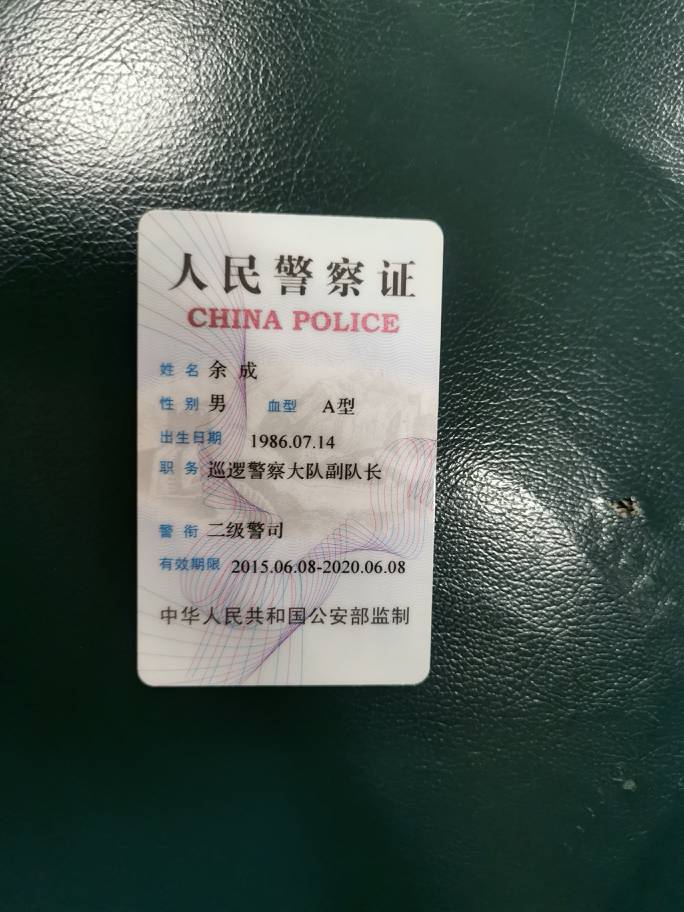 人民警察证
CHINA POLICE
姓名 余成
性别 男 血型 A型
出生日期 1986.07.14
职务 巡逻警察大队副队长
警衔 二级警司
有效期限 2015.06.08-2020.06.08
中华人民共和国公安部监制